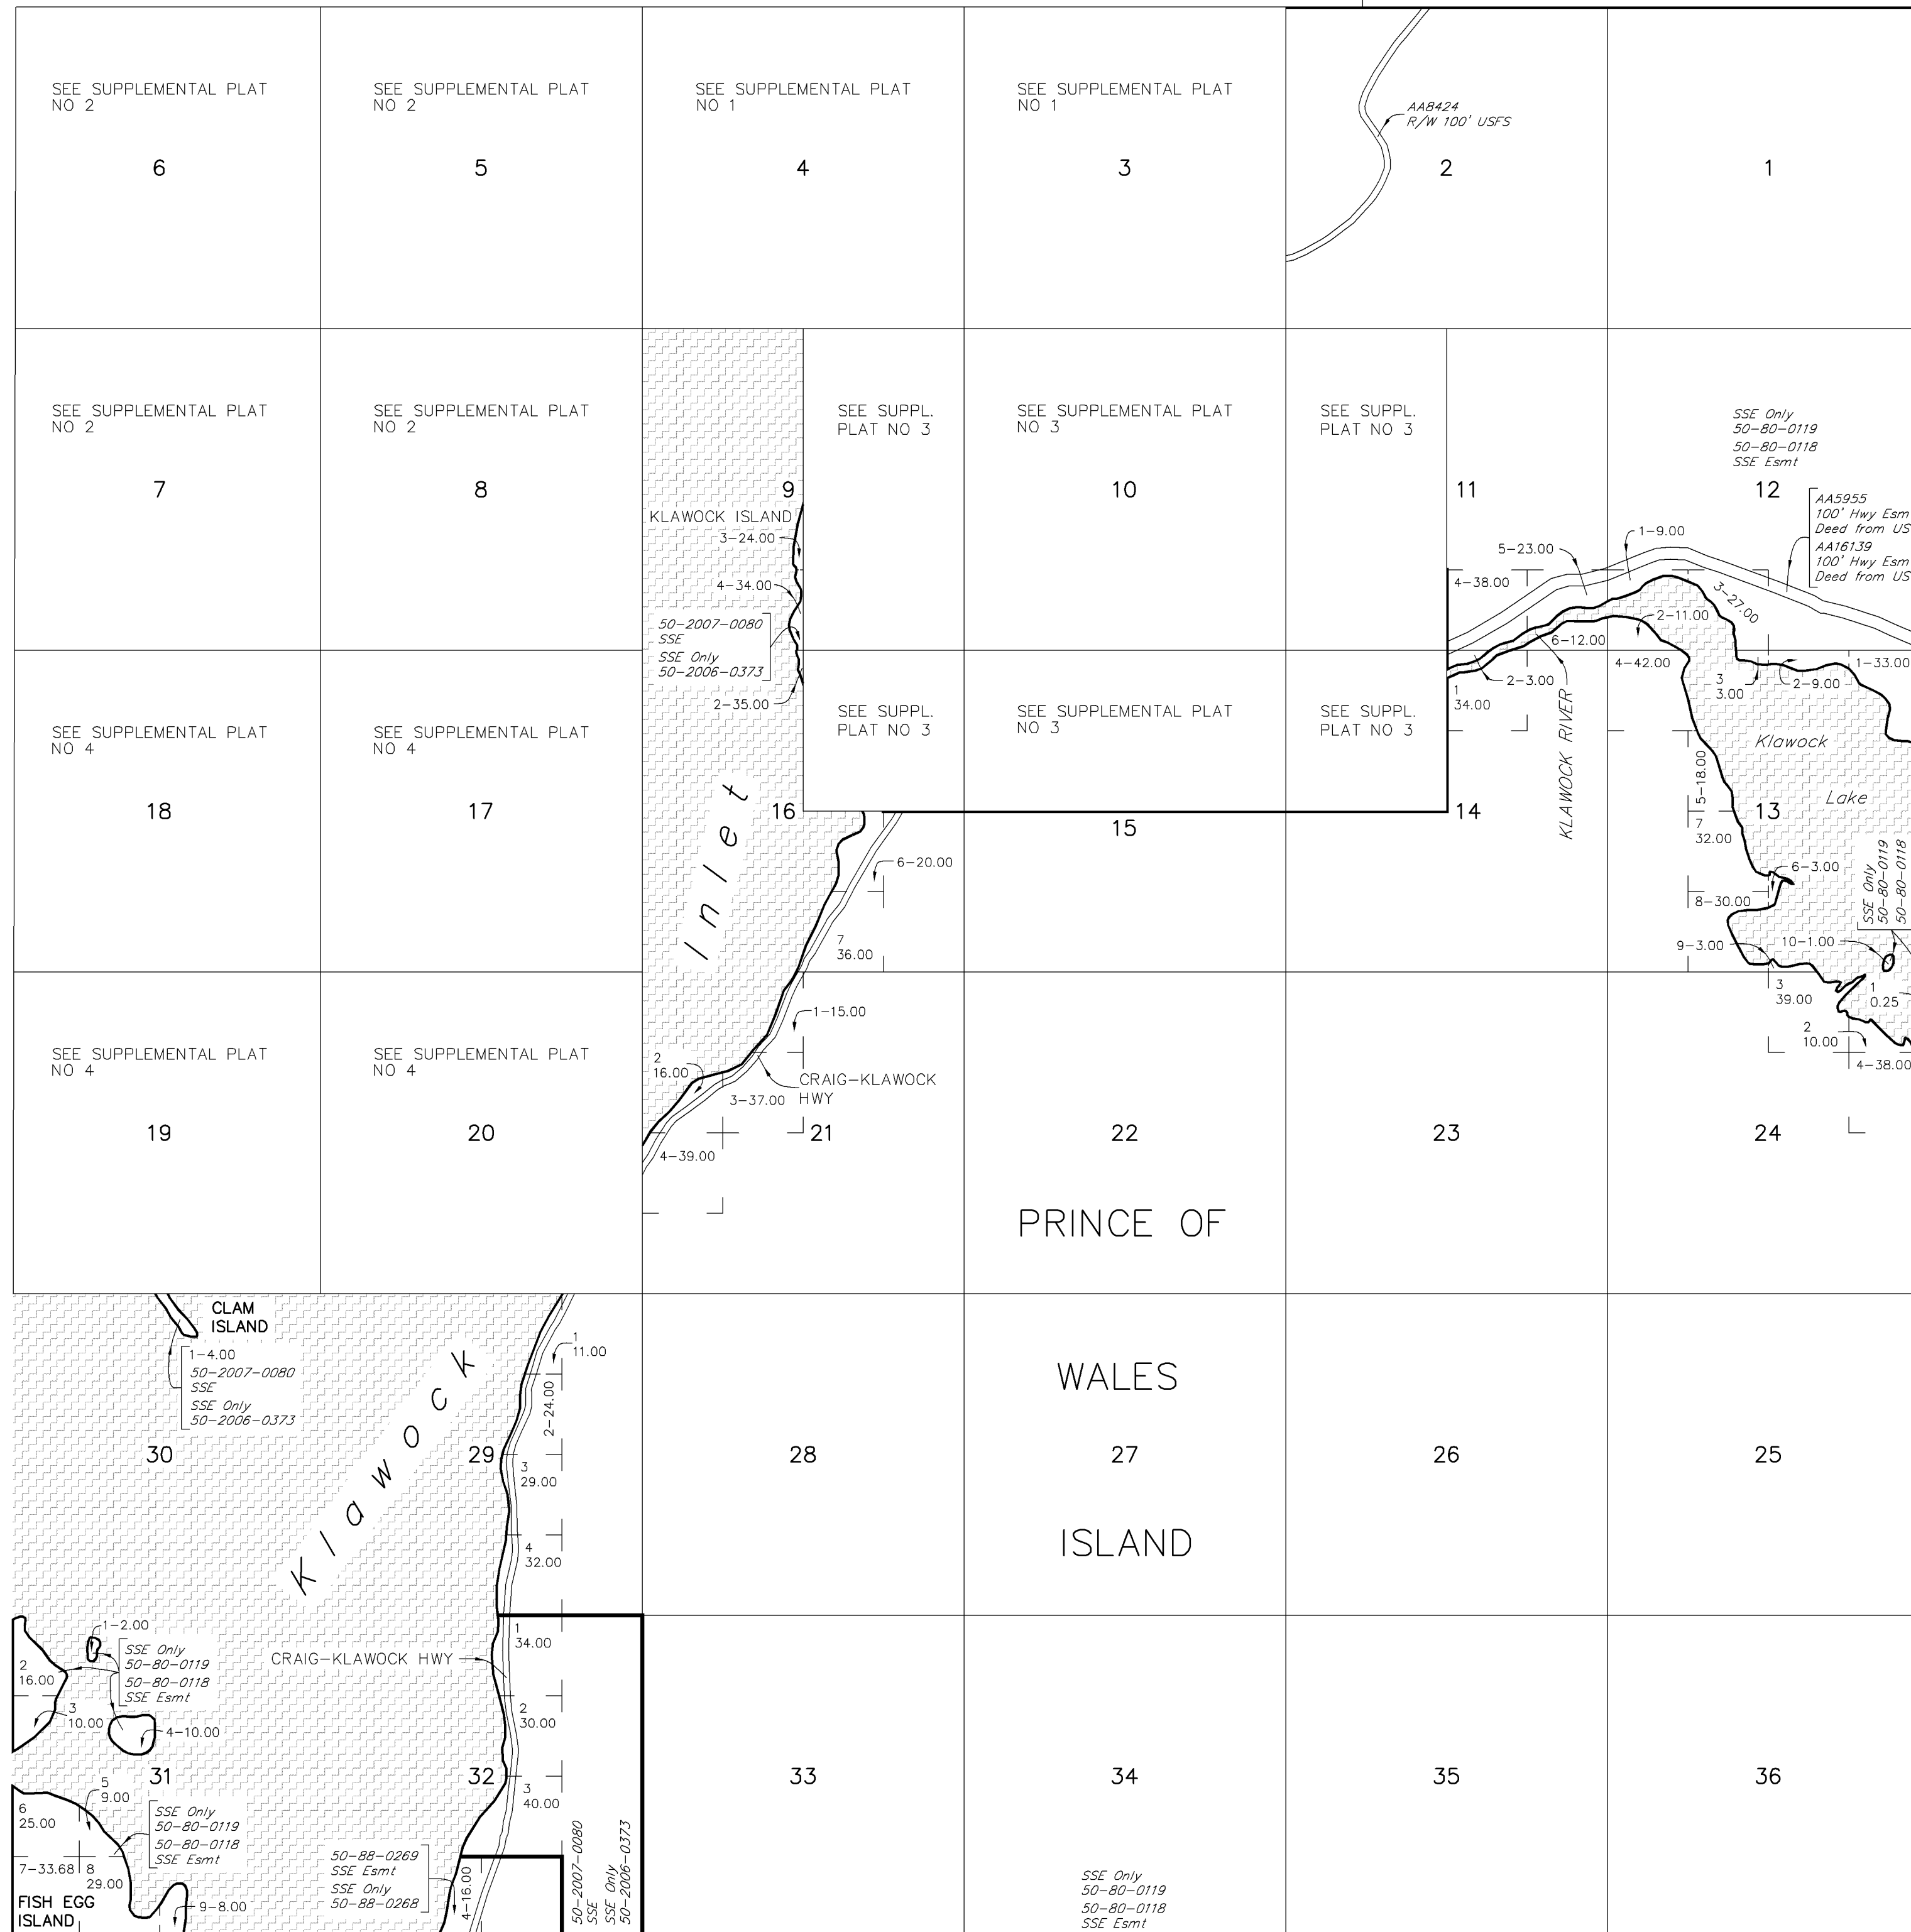 SEE SUPPLEMENTAL PLAT
NO 2
6
SEE SUPPLEMENTAL PLAT
NO 2
5
SEE SUPPLEMENTAL PLAT
NO 1
4
SEE SUPPLEMENTAL PLAT
NO 1
3
AA8424
R/W 100' USFS
2
1
SEE SUPPLEMENTAL PLAT
NO 2
7
SEE SUPPLEMENTAL PLAT
NO 2
8
9
KLAWOCK ISLAND
3-24.00
4-34.00
50-2007-0080
SSE
SSE Only
50-2006-0373
2-35.00
SEE SUPPL.
PLAT NO 3
SEE SUPPLEMENTAL PLAT
NO 3
10
SEE SUPPL.
PLAT NO 3
11
SSE Only
50-80-0119
50-80-0118
SSE Esmt
12
AA5955
100' Hwy Esm
Deed from US
AA16139
100' Hwy Esm
Deed from US
1-9.00
5-23.00
4-38.00
3-27.00
2-11.00
6-12.00
4-42.00
2-3.00
1
34.00
3
3.00
2-9.00
1-33.00
KLAWOCK RIVER
Klawock
Lake
SEE SUPPLEMENTAL PLAT
NO 4
18
SEE SUPPLEMENTAL PLAT
NO 4
17
Inlet
16
SEE SUPPL.
PLAT NO 3
SEE SUPPLEMENTAL PLAT
NO 3
15
SEE SUPPL.
PLAT NO 3
14
5-18.00
13
7
32.00
6-3.00
8-30.00
9-3.00
10-1.00
SSE Only
50-80-0119
50-80-0118
6-20.00
7
36.00
3
39.00
1
0.25
2
10.00
4-38.00
SEE SUPPLEMENTAL PLAT
NO 4
19
SEE SUPPLEMENTAL PLAT
NO 4
20
1-15.00
2
16.00
CRAIG-KLAWOCK
HWY
3-37.00
21
4-39.00
22
23
24
PRINCE OF
WALES
ISLAND
CLAM
ISLAND
1-4.00
50-2007-0080
SSE
SSE Only
50-2006-0373
30
Klawock
1
11.00
2-24.00
29
3
29.00
4
32.00
28
27
26
25
1-2.00
SSE Only
50-80-0119
50-80-0118
SSE Esmt
2
16.00
3
10.00
4-10.00
31
5
9.00
6
25.00
SSE Only
50-80-0119
50-80-0118
SSE Esmt
7-33.68
8
29.00
FISH EGG
ISLAND
9-8.00
CRAIG-KLAWOCK HWY
1
34.00
2
30.00
32
3
40.00
50-88-0269
SSE Esmt
SSE Only
50-88-0268
4-16.00
50-2007-0080
SSE
SSE Only
50-2006-0373
33
34
35
36
SSE Only
50-80-0119
50-80-0118
SSE Esmt